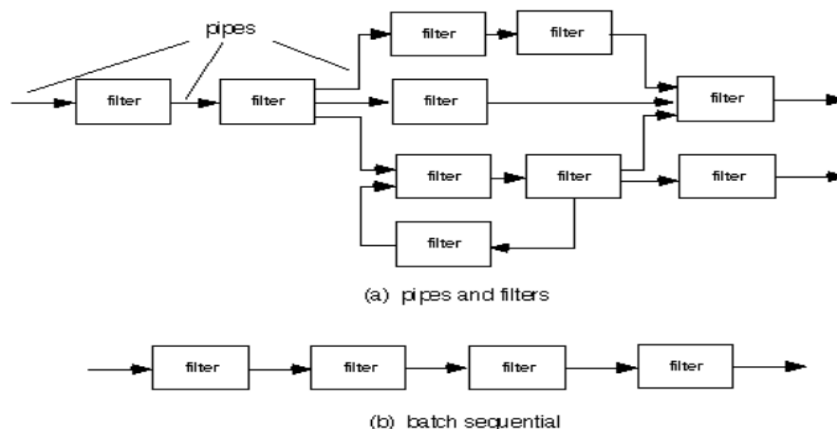 pipes
filter filter
filter filter filter filter
filter filter filter
filter
(a) pipes and filters
filter filter filter filter
(b) batch sequential